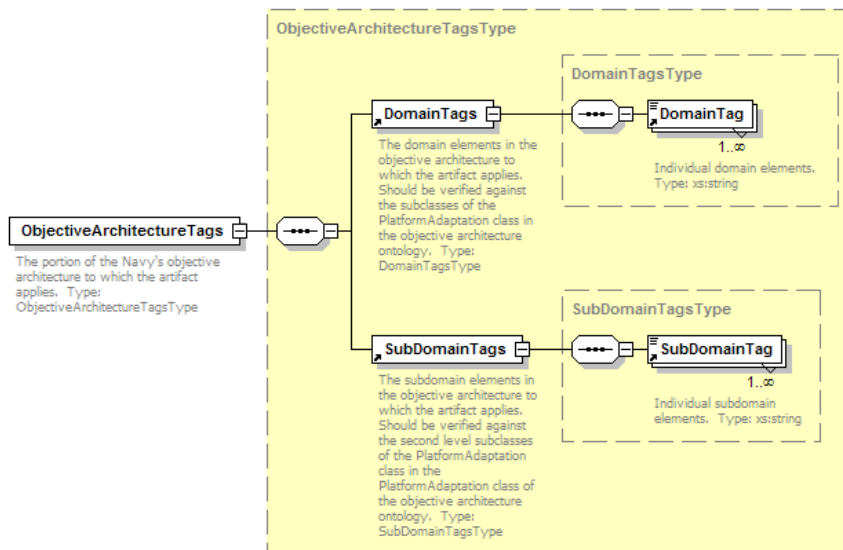 ObjectiveArchitectureTagsType
DomainTagsType
DomainTags
DomainTag
1..∞
The domain elements in the
objective architecture to
which the artifact applies.
Should be verified against
the subclasses of the
PlatformAdaptation class in
the objective architecture
ontology.  Type:
DomainTagsType
Individual domain elements.
Type: xs:string
ObjectiveArchitectureTags
The portion of the Navy's objective
architecture to which the artifact
applies.  Type:
ObjectiveArchitectureTagsType
SubDomainTagsType
SubDomainTags
SubDomainTag
1..∞
The subdomain elements in
the objective architecture to
which the artifact applies.
Should be verified against
the second level subclasses
of the PlatformAdaptation
class in the
PlatformAdaptation class of
the objective architecture
ontology.  Type:
SubDomainTagsType
Individual subdomain
elements.  Type: xs:string